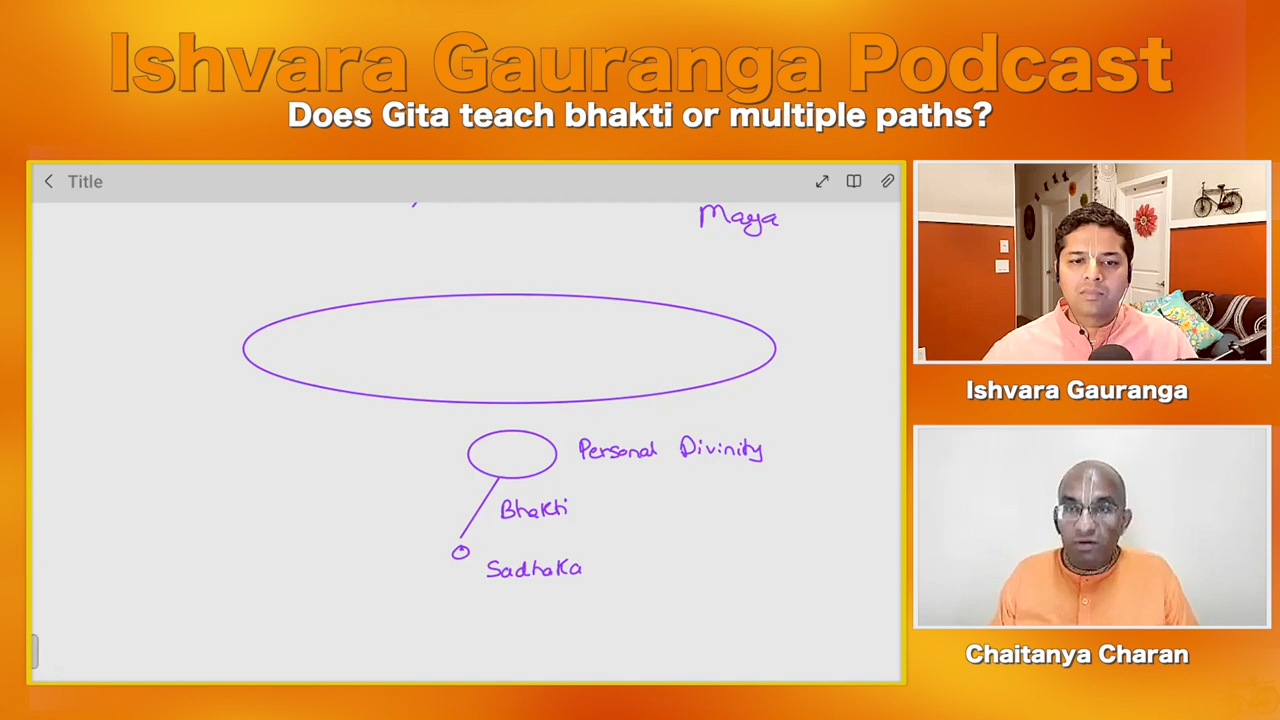 Ishvara Gauranga Podcast
Does Gita teach bhakti or multiple paths?
Title
Maya
Personal Divinity
Bhakti
Sadhaka
Ishvara Gauranga
Chaitanya Charan